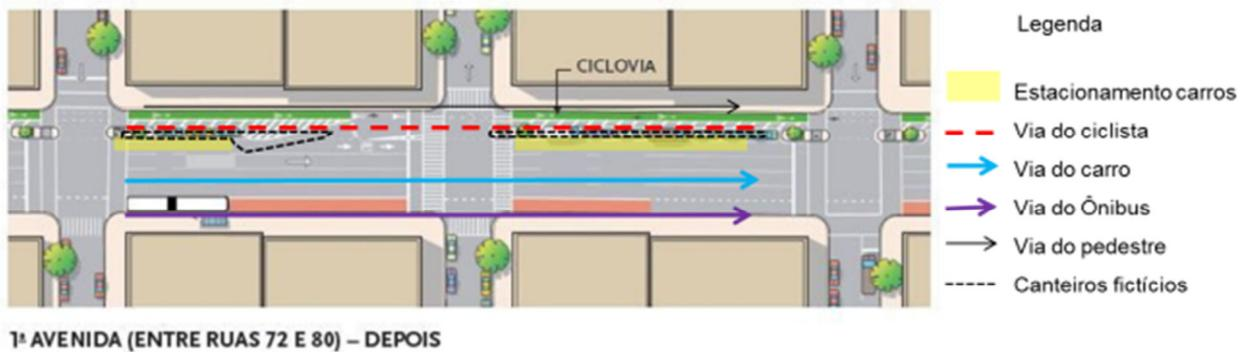 Legenda
CICLOVIA
Estacionamento carros
Via do ciclista
Via do carro
Via do Ônibus
Via do pedestre
Canteiros fictícios
1ª AVENIDA (ENTRE RUAS 72 E 80) – DEPOIS